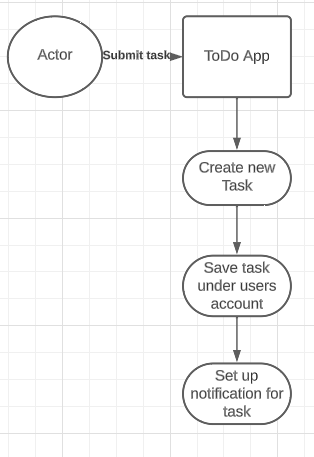 Actor
Submit task
ToDo App
Create new
Task
Save task
under users
account
Set up
notification for
task